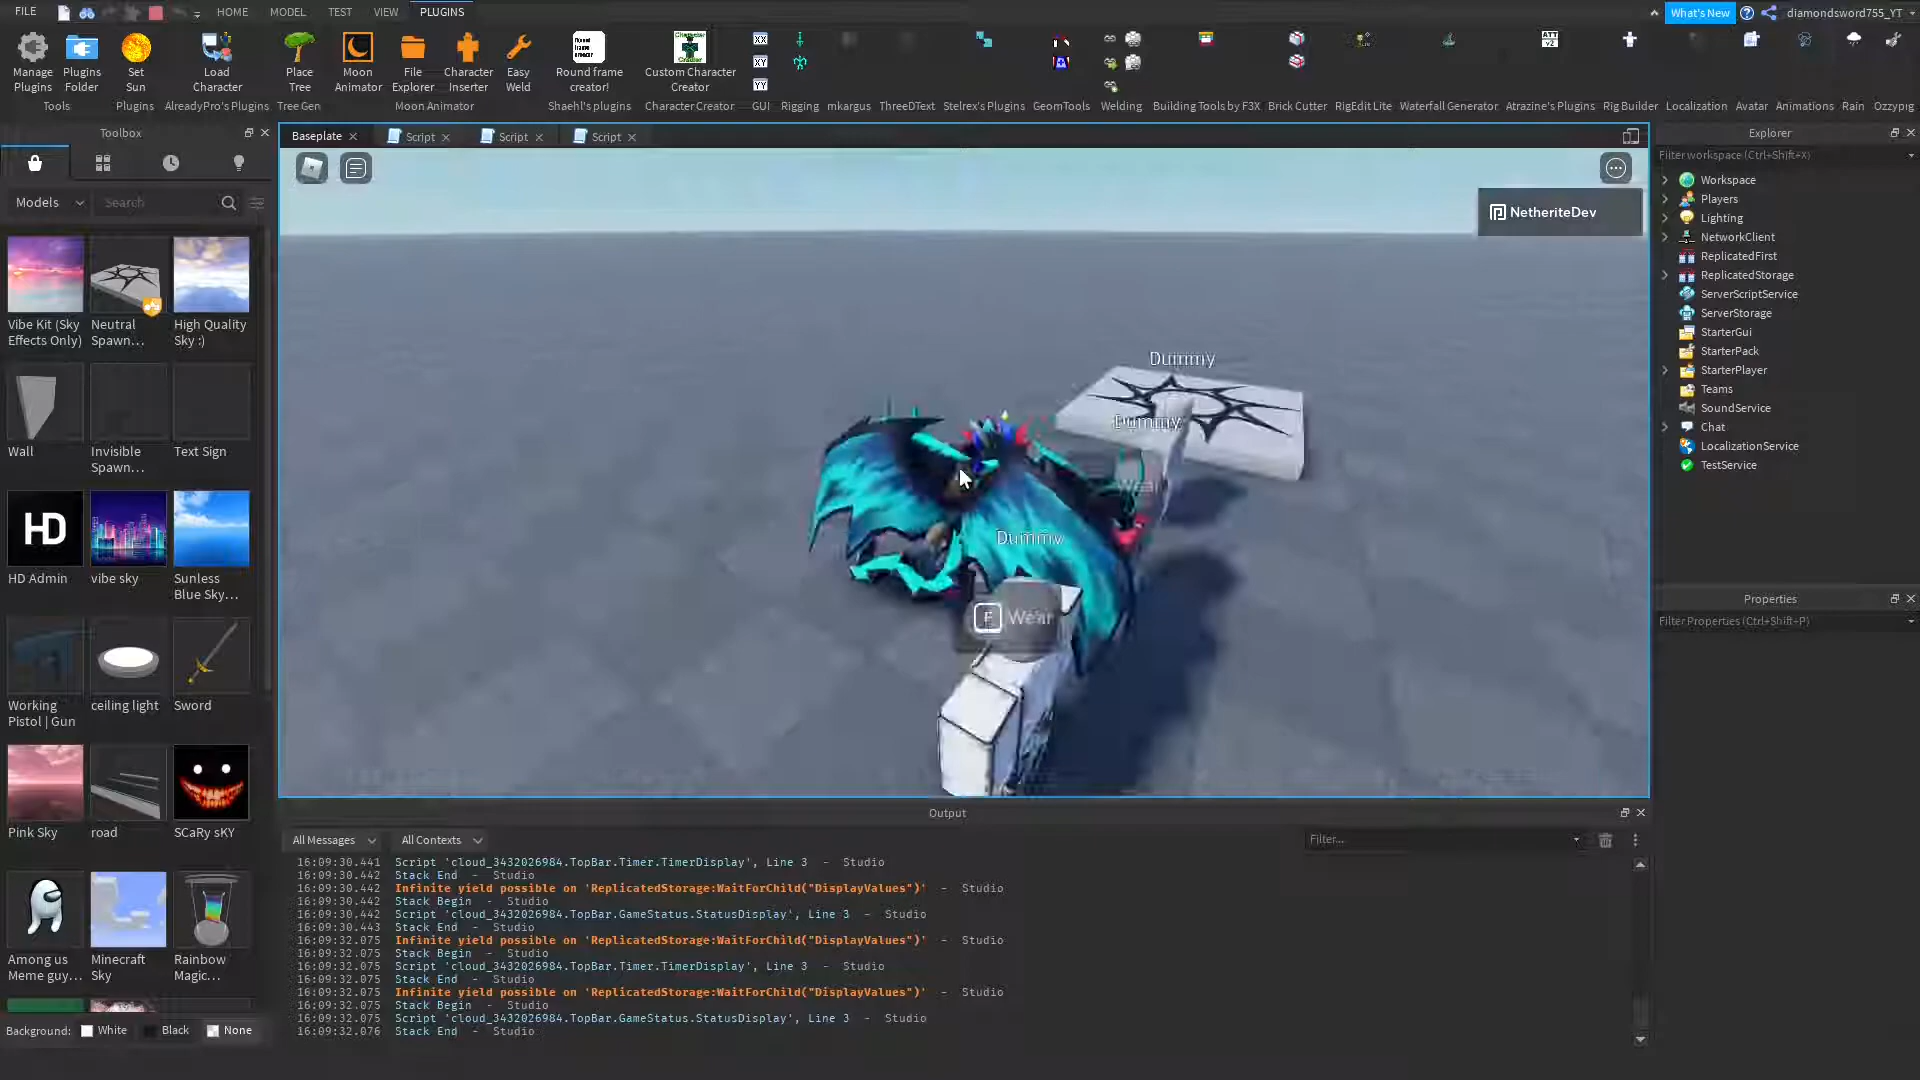 FILE
HOME
MODEL
TEST
VIEW
PLUGINS
What's New
diamondsword755_YT
Manage Plugins
Plugins Folder
Set Sun
Load Character
Place Tree
Moon Animator
File Explorer
Character Inserter
Easy Weld
Round frame creator!
Custom Character Creator
XX
XY
YY
ATT v2
Tools
Plugins
AlreadyPro's Plugins
Tree Gen
Moon Animator
Shaehl's plugins
Character Creator
GUI
Rigging
mkargus
ThreeDText
Stelrex's Plugins
GeomTools
Welding
Building Tools by F3X
Brick Cutter
RigEdit Lite
Waterfall Generator
Atrazine's Plugins
Rig Builder
Localization
Avatar
Animations
Rain
Ozzypig
Toolbox
Models
Search
Vibe Kit (Sky Effects Only)
Neutral Spawn...
High Quality Sky :)
Wall
Invisible Spawn...
Text Sign
HD
HD Admin
vibe sky
Sunless Blue Sky...
Working Pistol | Gun
ceiling light
Sword
Pink Sky
road
SCaRy sKY
Among us Meme guy...
Minecraft Sky
Rainbow Magic...
Background:
White
Black
None
Baseplate
Script
Script
Script
NetheriteDev
Dummy
Dummy
Dummy
Wear
Output
All Messages
All Contexts
Filter...
16:09:30.441 Script 'cloud_3432026984.TopBar.Timer.TimerDisplay', Line 3 - Studio
16:09:30.442 Stack End - Studio
16:09:30.442 Infinite yield possible on 'ReplicatedStorage:WaitForChild("DisplayValues")' - Studio
16:09:30.442 Stack Begin - Studio
16:09:30.442 Script 'cloud_3432026984.TopBar.GameStatus.StatusDisplay', Line 3 - Studio
16:09:30.443 Stack End - Studio
16:09:32.075 Infinite yield possible on 'ReplicatedStorage:WaitForChild("DisplayValues")' - Studio
16:09:32.075 Stack Begin - Studio
16:09:32.075 Script 'cloud_3432026984.TopBar.Timer.TimerDisplay', Line 3 - Studio
16:09:32.075 Stack End - Studio
16:09:32.075 Infinite yield possible on 'ReplicatedStorage:WaitForChild("DisplayValues")' - Studio
16:09:32.075 Stack Begin - Studio
16:09:32.075 Script 'cloud_3432026984.TopBar.GameStatus.StatusDisplay', Line 3 - Studio
16:09:32.076 Stack End - Studio
Explorer
Filter workspace (Ctrl+Shift+X)
Workspace
Players
Lighting
NetworkClient
ReplicatedFirst
ReplicatedStorage
ServerScriptService
ServerStorage
StarterGui
StarterPack
StarterPlayer
Teams
SoundService
Chat
LocalizationService
TestService
Properties
Filter Properties (Ctrl+Shift+P)